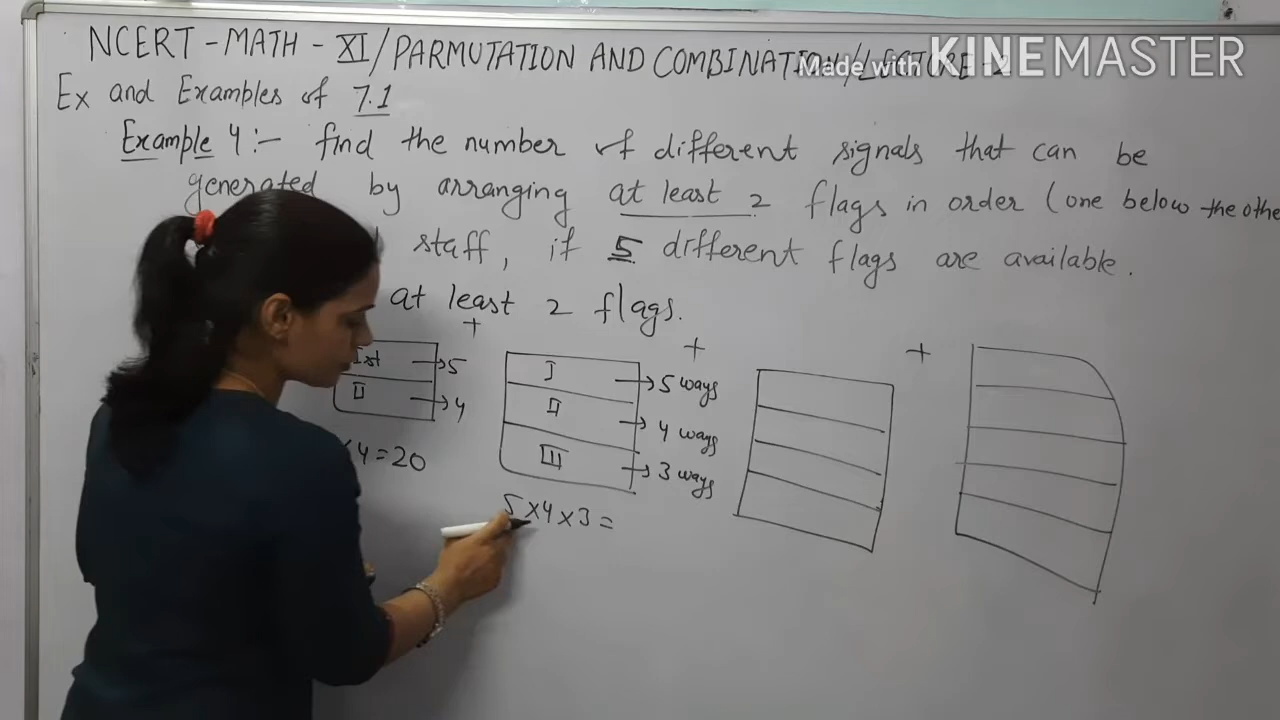 NCERT - MATH - XI / PARMUTATION AND COMBINATION / LECTURE - 2
Made with KINEMASTER
Ex and Examples of 7.1
Example 4 :- find the number of different signals that can be
generated by arranging at least 2 flags in order (one below the othe
staff, if 5 different flags are available.
at least 2 flags.
+ + +
Ist → 5
II → 4
4 = 20
I → 5 ways
II → 4 ways
III → 3 ways
5 x 4 x 3 =